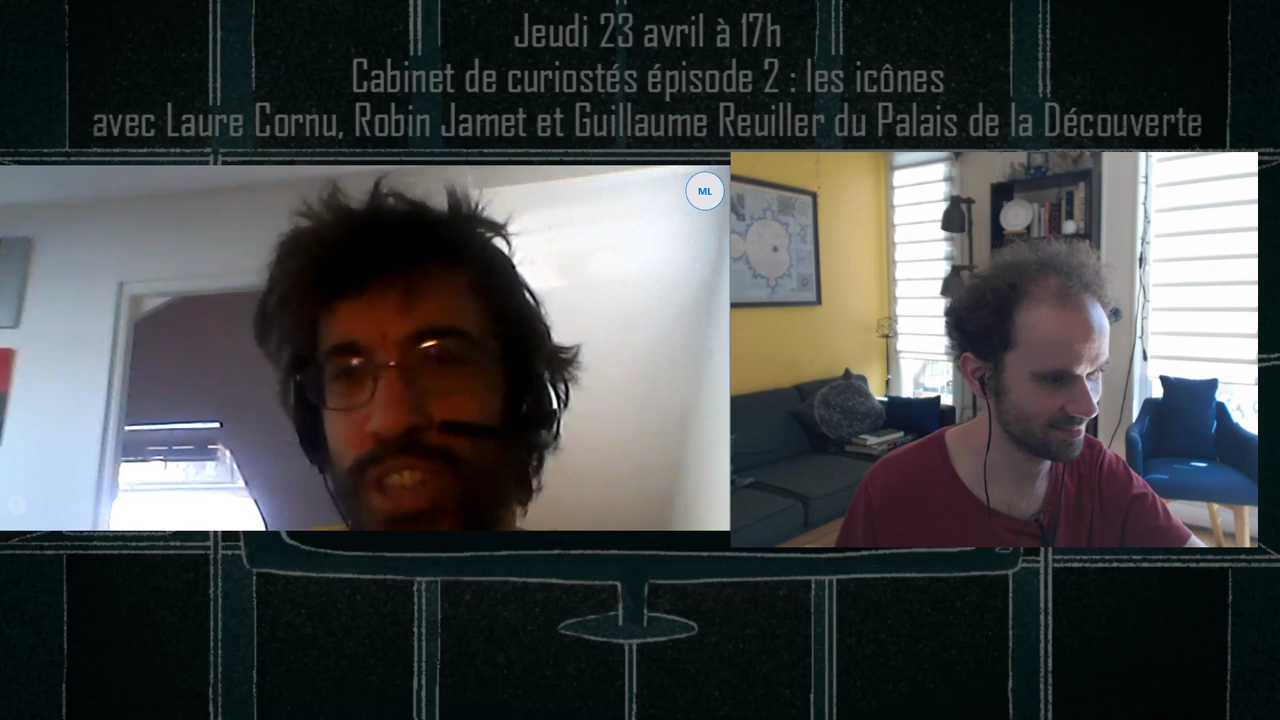 Jeudi 23 avril à 17h
Cabinet de curiostés épisode 2 : les icônes
avec Laure Cornu, Robin Jamet et Guillaume Reuiller du Palais de la Découverte
ML